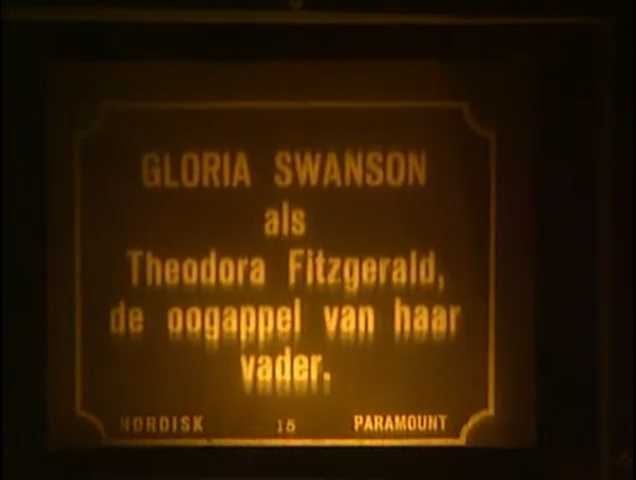 GLORIA SWANSON
als
Theodora Fitzgerald,
de oogappel van haar
vader.
NORDISK 15 PARAMOUNT